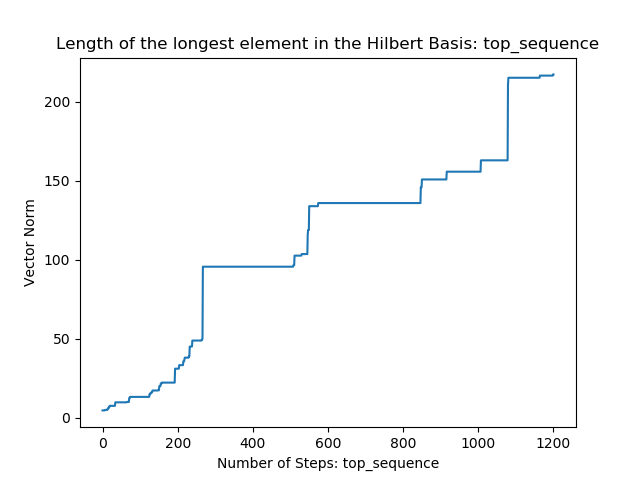 Length of the longest element in the Hilbert Basis: top_sequence
200
150
100
50
0
Vector Norm
0 200 400 600 800 1000 1200
Number of Steps: top_sequence